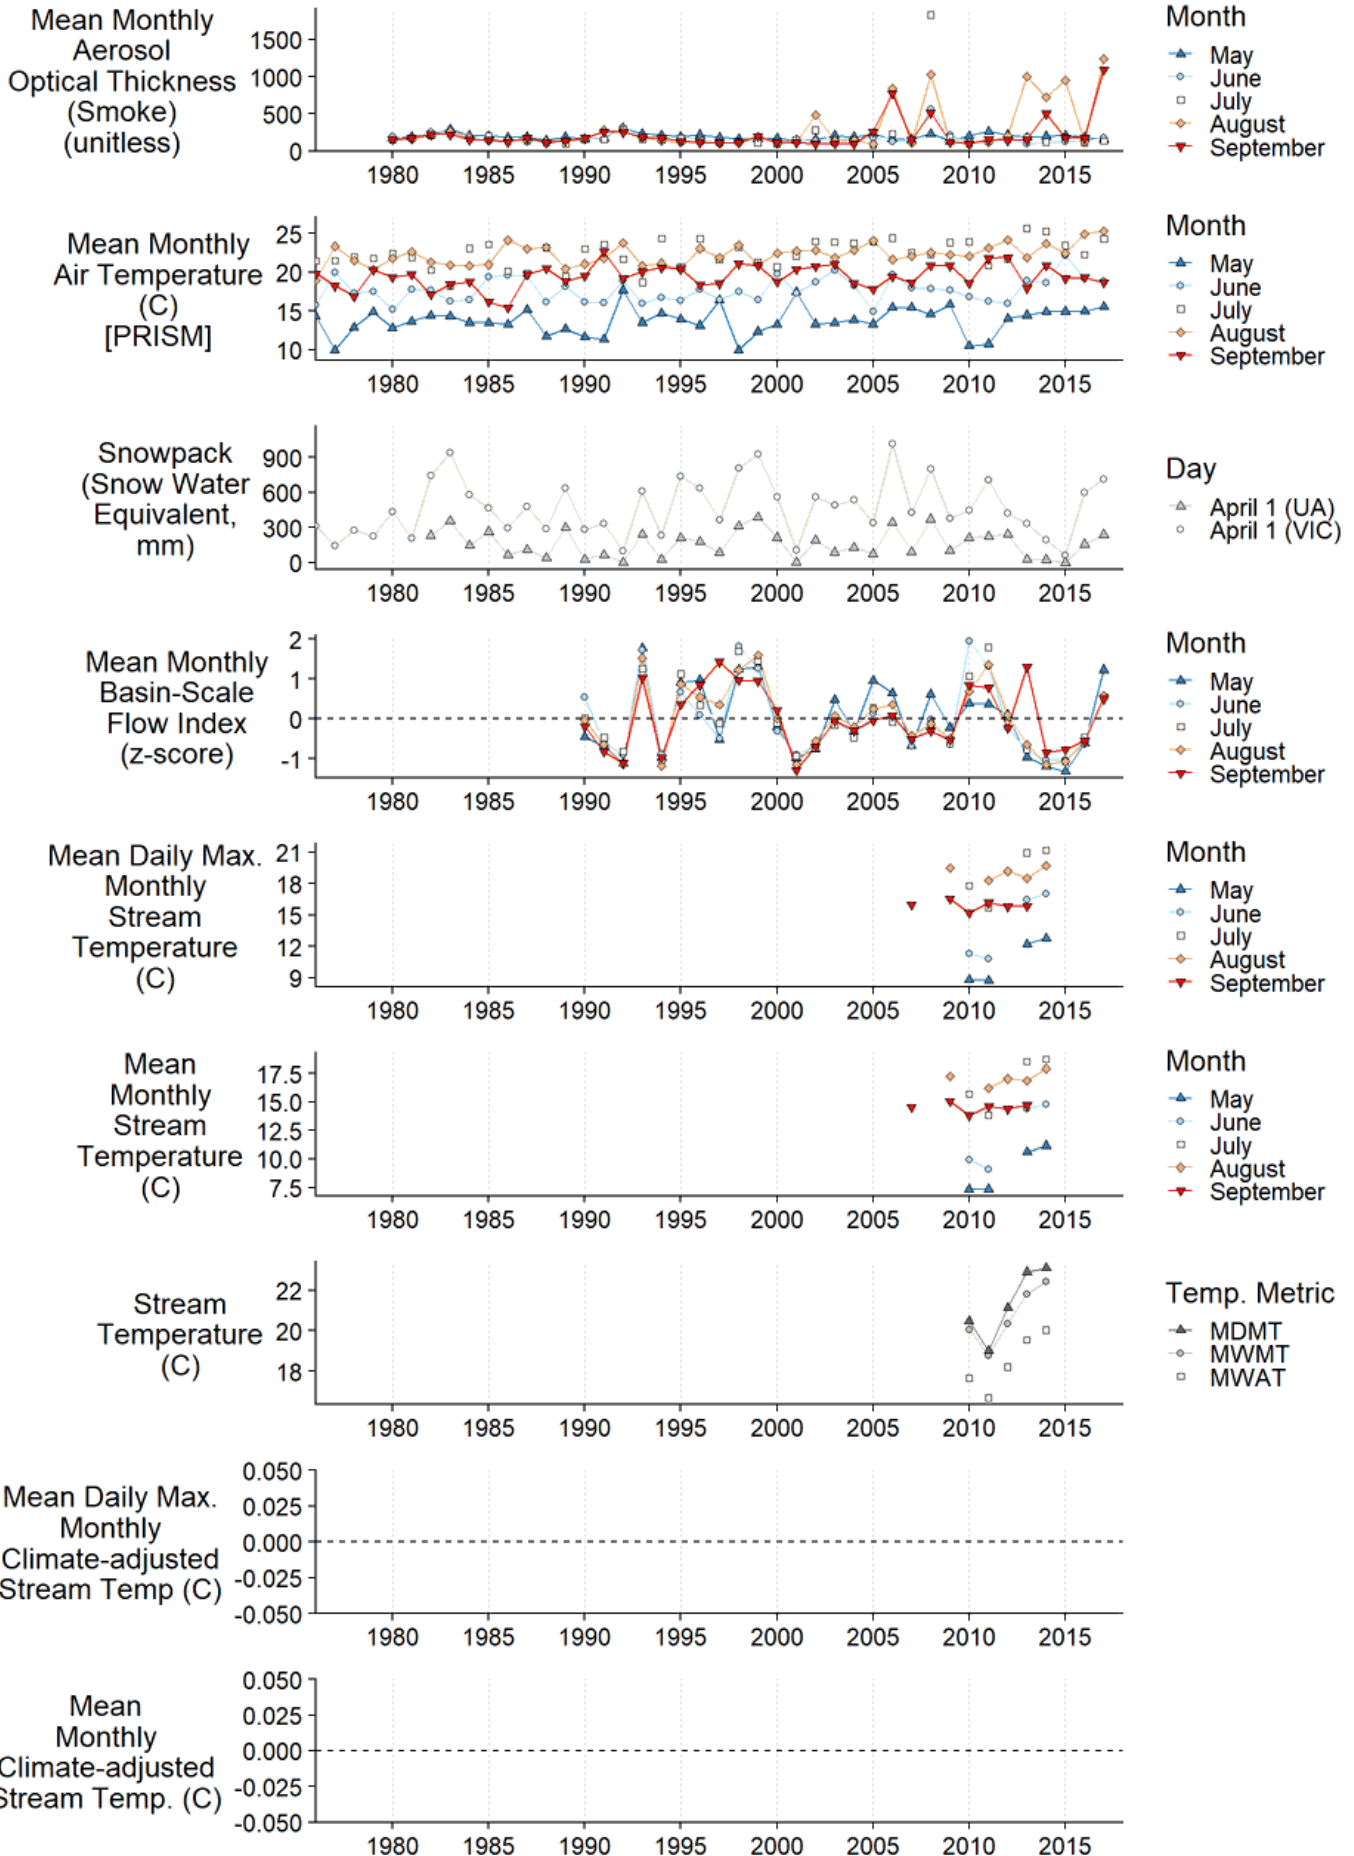 Mean Monthly
Aerosol
Optical Thickness
(Smoke)
(unitless)
1500
1000
500
0
1980 1985 1990 1995 2000 2005 2010 2015
Month
May
June
July
August
September
Mean Monthly
Air Temperature
(C)
[PRISM]
25
20
15
10
1980 1985 1990 1995 2000 2005 2010 2015
Month
May
June
July
August
September
Snowpack
(Snow Water
Equivalent,
mm)
900
600
300
0
1980 1985 1990 1995 2000 2005 2010 2015
Day
April 1 (UA)
April 1 (VIC)
Mean Monthly
Basin-Scale
Flow Index
(z-score)
2
1
0
-1
1980 1985 1990 1995 2000 2005 2010 2015
Month
May
June
July
August
September
Mean Daily Max.
Monthly
Stream
Temperature
(C)
21
18
15
12
9
1980 1985 1990 1995 2000 2005 2010 2015
Month
May
June
July
August
September
Mean
Monthly
Stream
Temperature
(C)
17.5
15.0
12.5
10.0
7.5
1980 1985 1990 1995 2000 2005 2010 2015
Month
May
June
July
August
September
Stream
Temperature
(C)
22
20
18
1980 1985 1990 1995 2000 2005 2010 2015
Temp. Metric
MDMT
MWMT
MWAT
Mean Daily Max.
Monthly
Climate-adjusted
Stream Temp (C)
0.050
0.025
0.000
-0.025
-0.050
1980 1985 1990 1995 2000 2005 2010 2015
Mean
Monthly
Climate-adjusted
Stream Temp. (C)
0.050
0.025
0.000
-0.025
-0.050
1980 1985 1990 1995 2000 2005 2010 2015